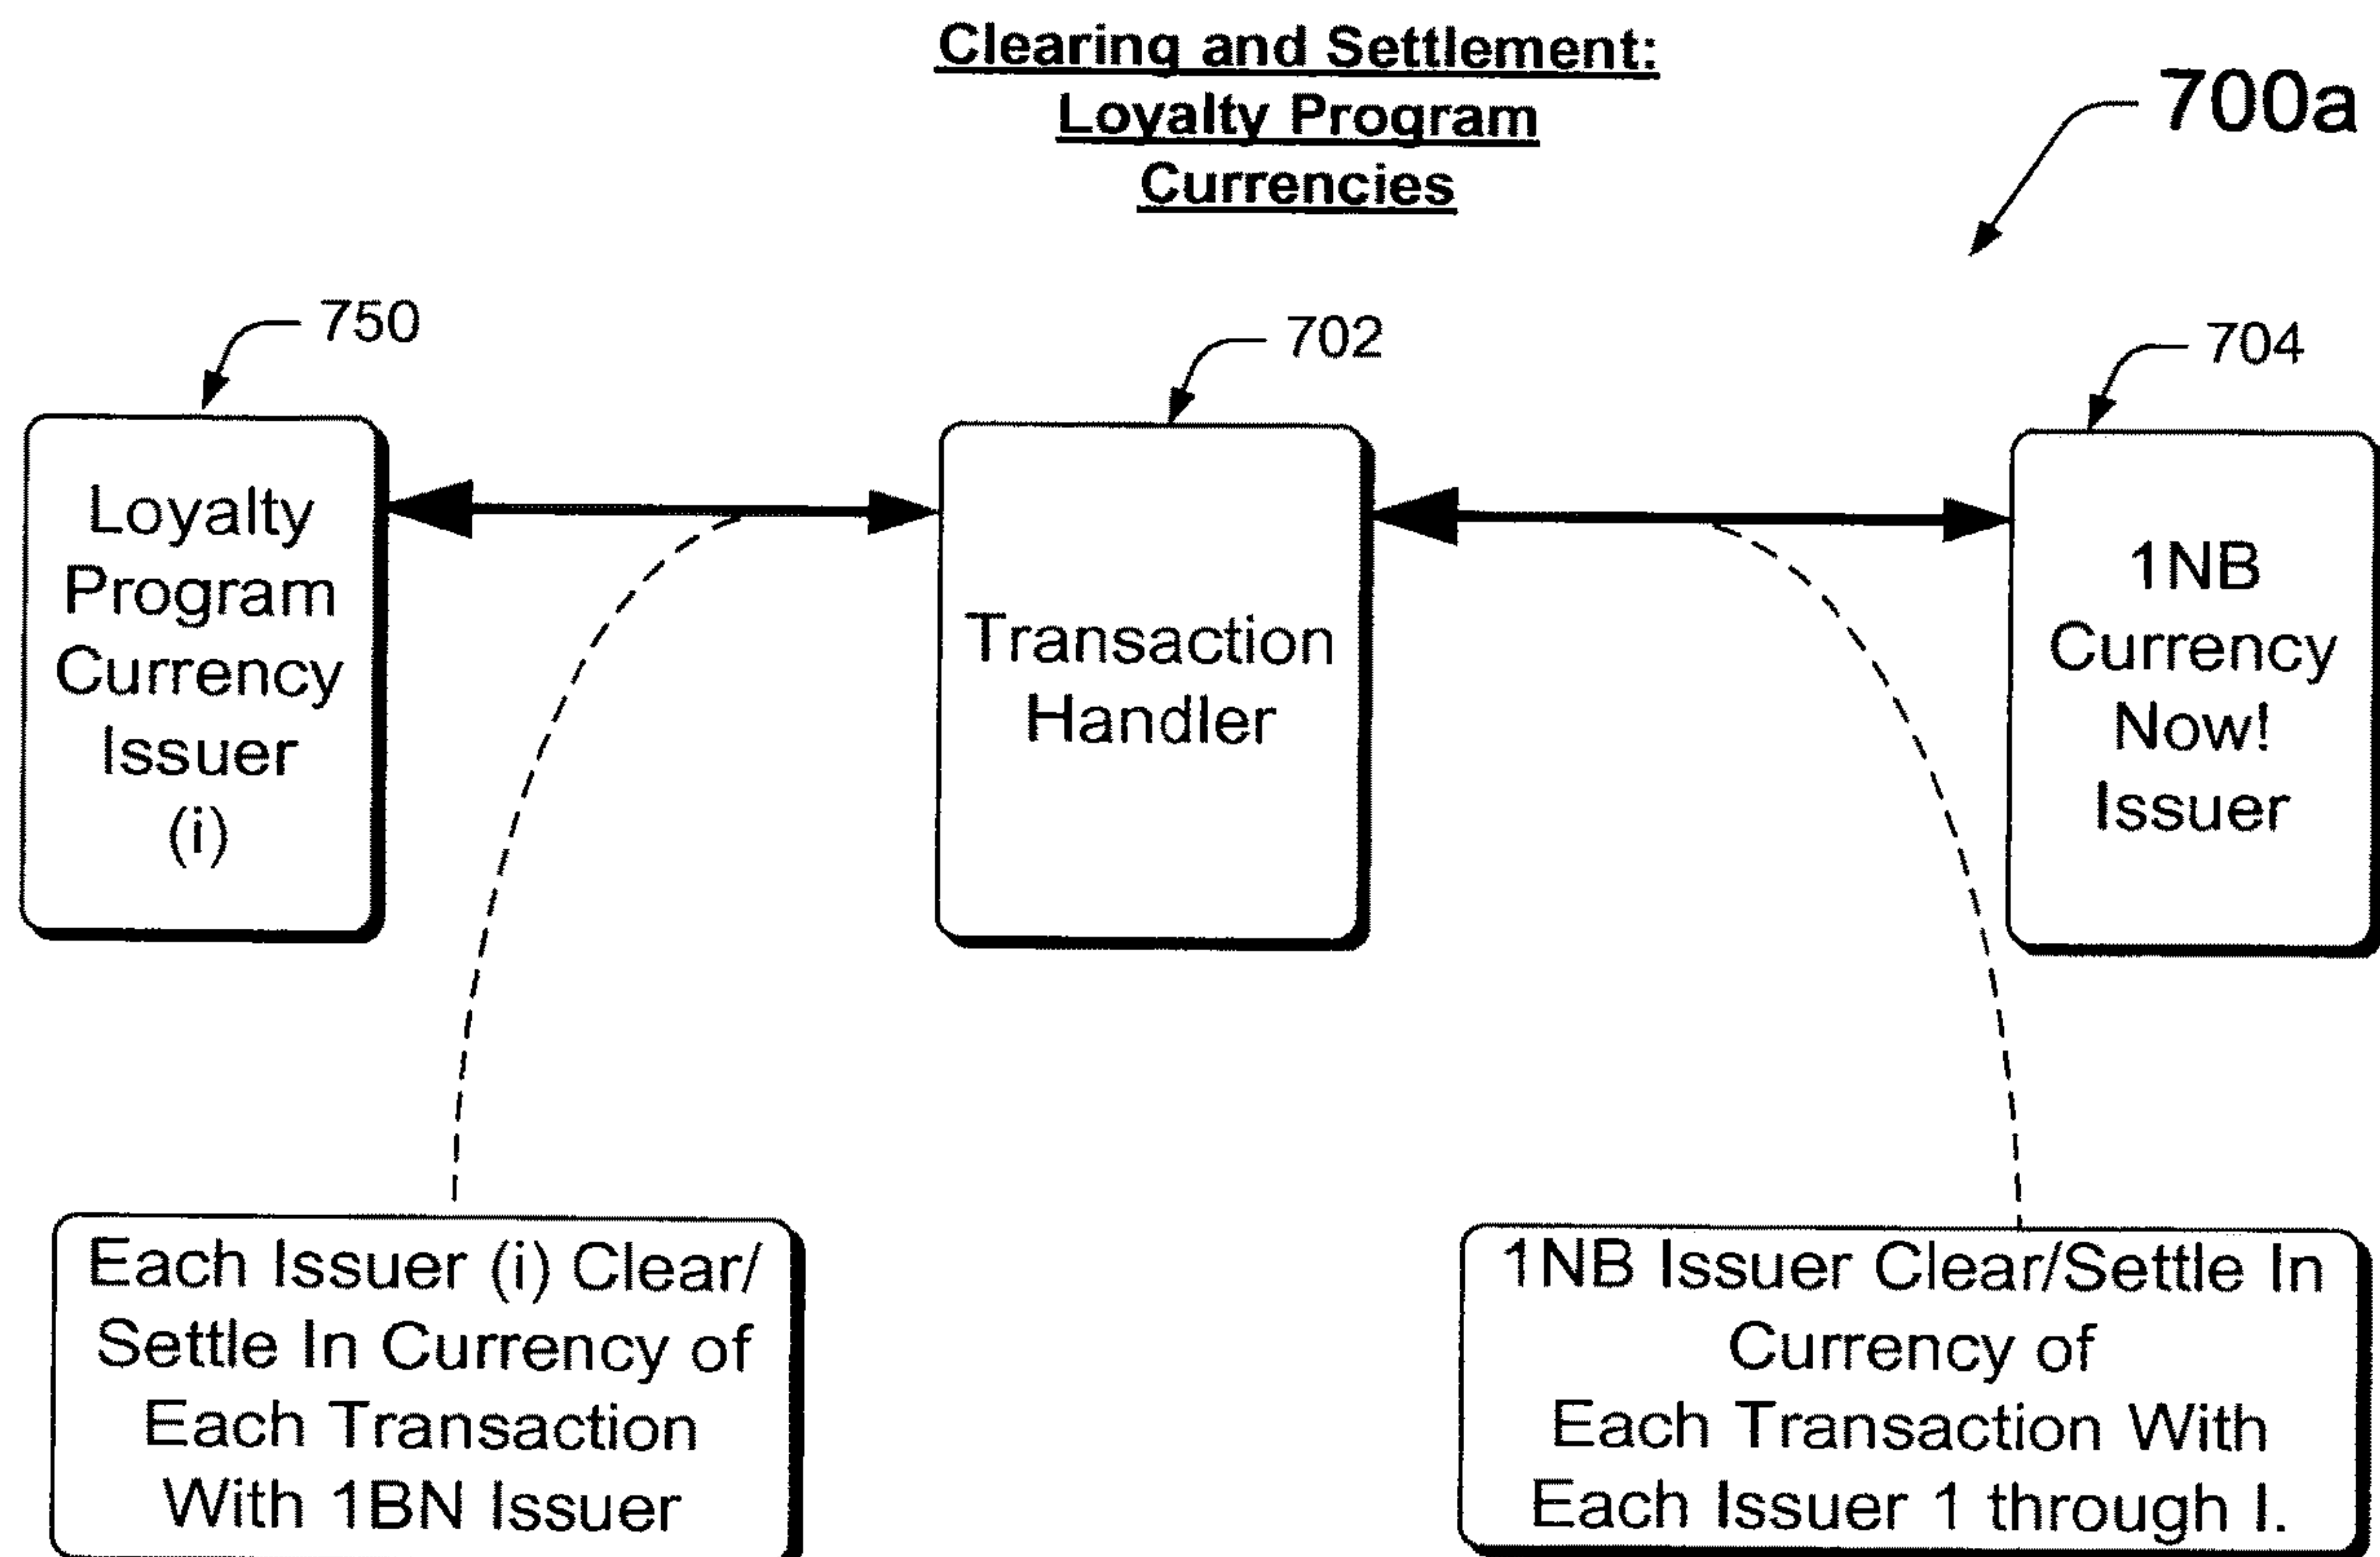 Clearing and Settlement:
Loyalty Program
Currencies
700a
750
702
704
Loyalty
Program
Currency
Issuer
(i)
Transaction
Handler
1NB
Currency
Now!
Issuer
Each Issuer (i) Clear/
Settle In Currency of
Each Transaction
With 1BN Issuer
1NB Issuer Clear/Settle In
Currency of
Each Transaction With
Each Issuer 1 through I.